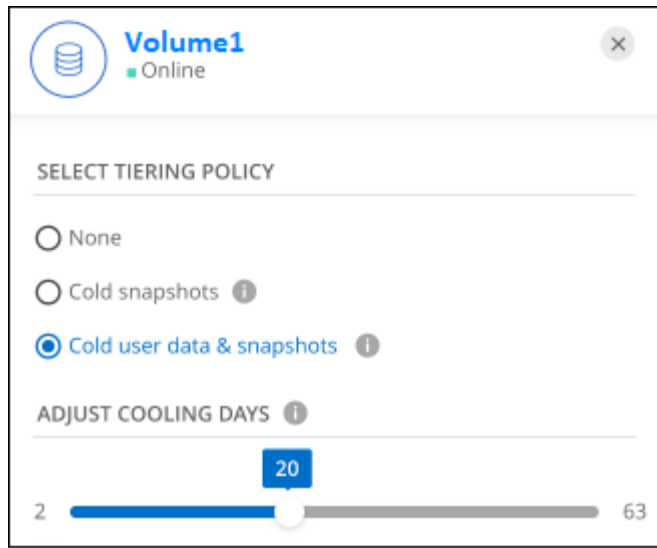 Volume1
Online
SELECT TIERING POLICY
None
Cold snapshots
Cold user data & snapshots
ADJUST COOLING DAYS
20
2 63